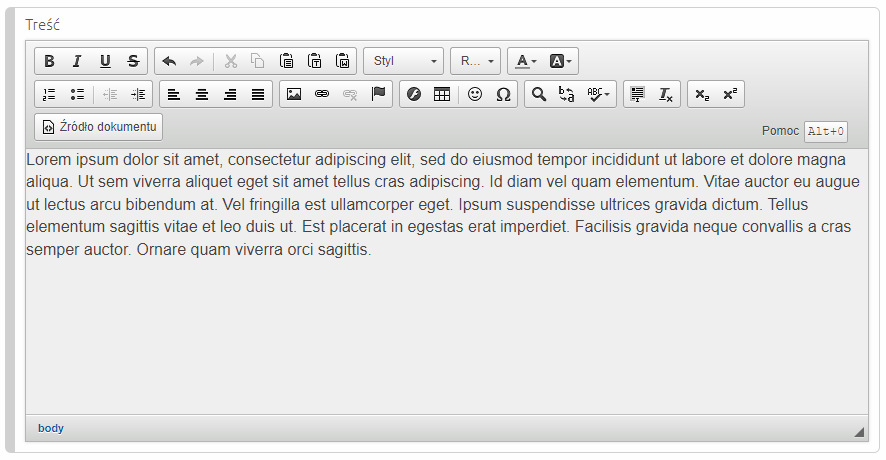 Treść
B I U S Styl R... A A
ABC
Źródło dokumentu Pomoc Alt+0
Lorem ipsum dolor sit amet, consectetur adipiscing elit, sed do eiusmod tempor incididunt ut labore et dolore magna
aliqua. Ut sem viverra aliquet eget sit amet tellus cras adipiscing. Id diam vel quam elementum. Vitae auctor eu augue
ut lectus arcu bibendum at. Vel fringilla est ullamcorper eget. Ipsum suspendisse ultrices gravida dictum. Tellus
elementum sagittis vitae et leo duis ut. Est placerat in egestas erat imperdiet. Facilisis gravida neque convallis a cras
semper auctor. Ornare quam viverra orci sagittis.
body